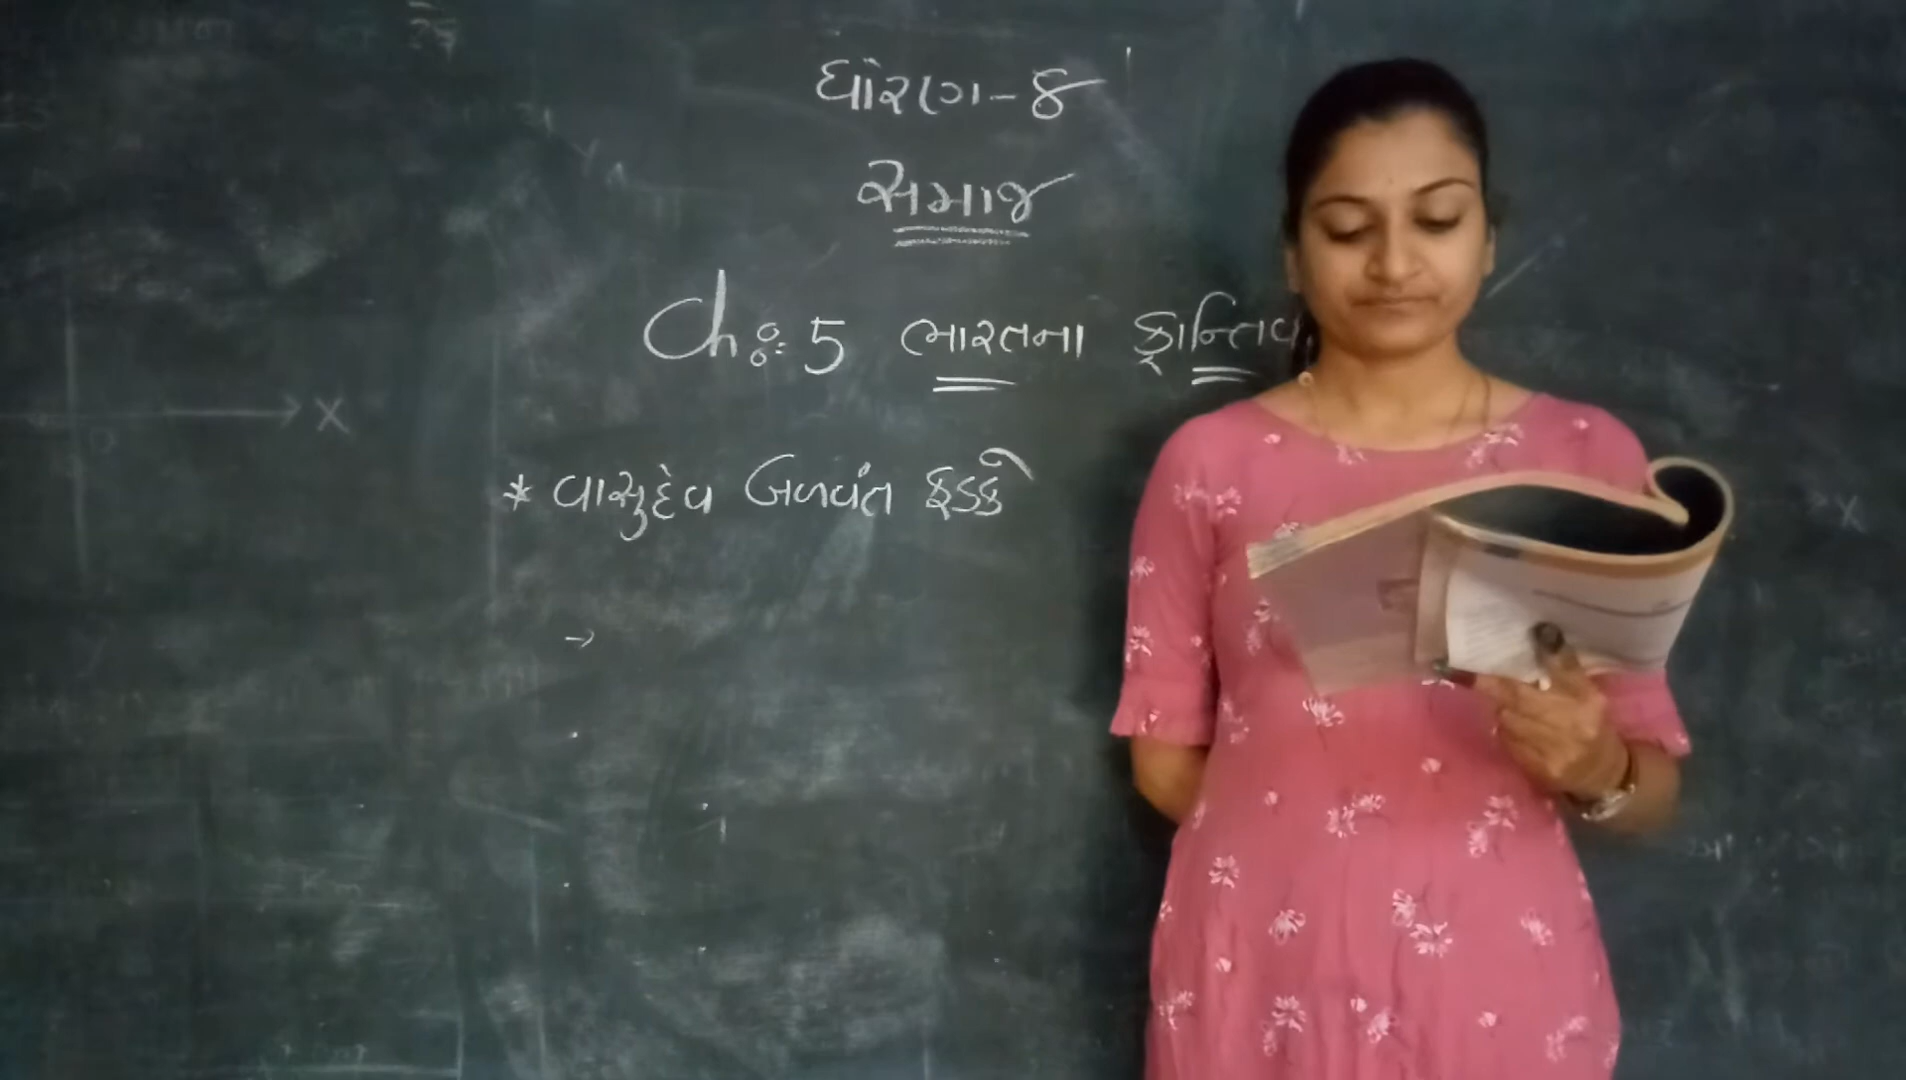 ધોરણ-8
સમાજ
Ch: 5 ભારતના
* વાસુદેવ બળવંત ફડકે
→
X
X